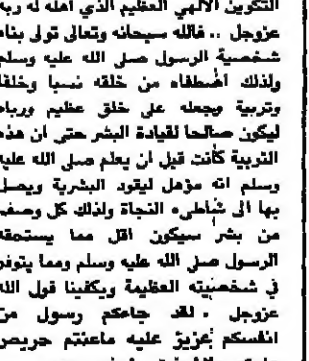 التكوين الالهي العظيم الذي أهله له ربه
عزوجل .. فالله سبحانه وتعالى تولى بناء
شخصية الرسول صلى الله عليه وسلم
ولذلك اصطفاه من خلقه نسبا وخلقا
وتربية وجعله على خلق عظيم ورباه
ليكون صالحا لقيادة البشر حتى ان هذه
التربية كانت قبل ان يعلم صلى الله عليه
وسلم انه مؤهل ليقود البشرية ويصل
بها الى شاطىء النجاة ولذلك كل وصف
من بشر سيكون اقل مما يستحقه
الرسول صلى الله عليه وسلم ومما يتوفر
في شخصيته العظيمة ويكفينا قول الله
عزوجل . لقد جاءكم رسول من
انفسكم عزيز عليه ماعنتم حريص